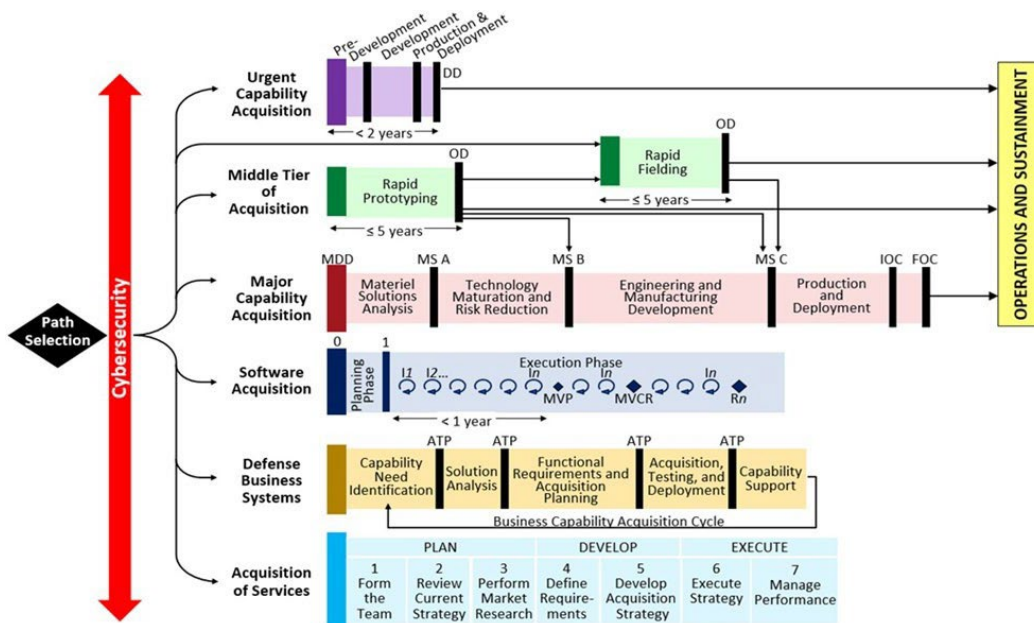 Pre-
Development
Development
Production &
Deployment
DD
Urgent
Capability
Acquisition
< 2 years
OD
Rapid
Fielding
≤ 5 years
Middle Tier
of
Acquisition
OD
Rapid
Prototyping
≤ 5 years
MDD
MS A
MS B
MS C
IOC
FOC
Major
Capability
Acquisition
Materiel
Solutions
Analysis
Technology
Maturation and
Risk Reduction
Engineering and
Manufacturing
Development
Production
and
Deployment
OPERATIONS AND SUSTAINMENT
Path
Selection
Cybersecurity
Software
Acquisition
0
1
Planning
Phase
Execution Phase
I1
I2...
In
In
In
MVP
MVCR
Rn
< 1 year
Defense
Business
Systems
ATP
ATP
ATP
ATP
Capability
Need
Identification
Solution
Analysis
Functional
Requirements and
Acquisition
Planning
Acquisition,
Testing, and
Deployment
Capability
Support
Business Capability Acquisition Cycle
Acquisition
of Services
PLAN
DEVELOP
EXECUTE
1
Form
the
Team
2
Review
Current
Strategy
3
Perform
Market
Research
4
Define
Require-
ments
5
Develop
Acquisition
Strategy
6
Execute
Strategy
7
Manage
Performance